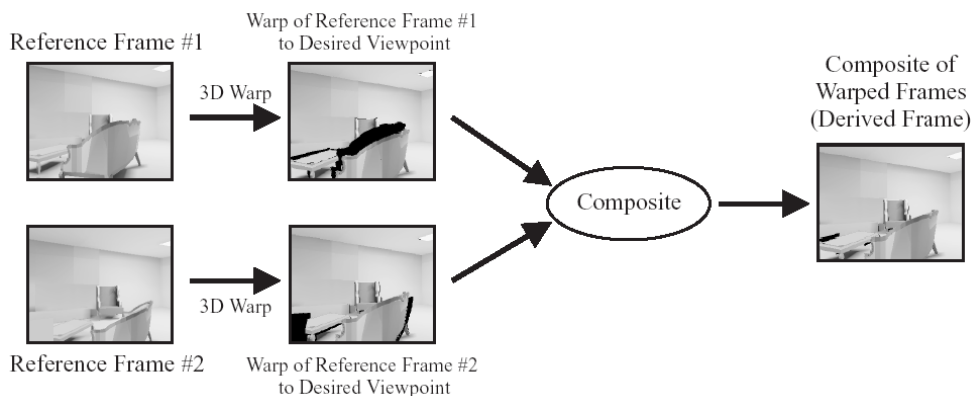 Reference Frame #1
3D Warp
Warp of Reference Frame #1
to Desired Viewpoint
Composite
Composite of
Warped Frames
(Derived Frame)
3D Warp
Reference Frame #2
Warp of Reference Frame #2
to Desired Viewpoint